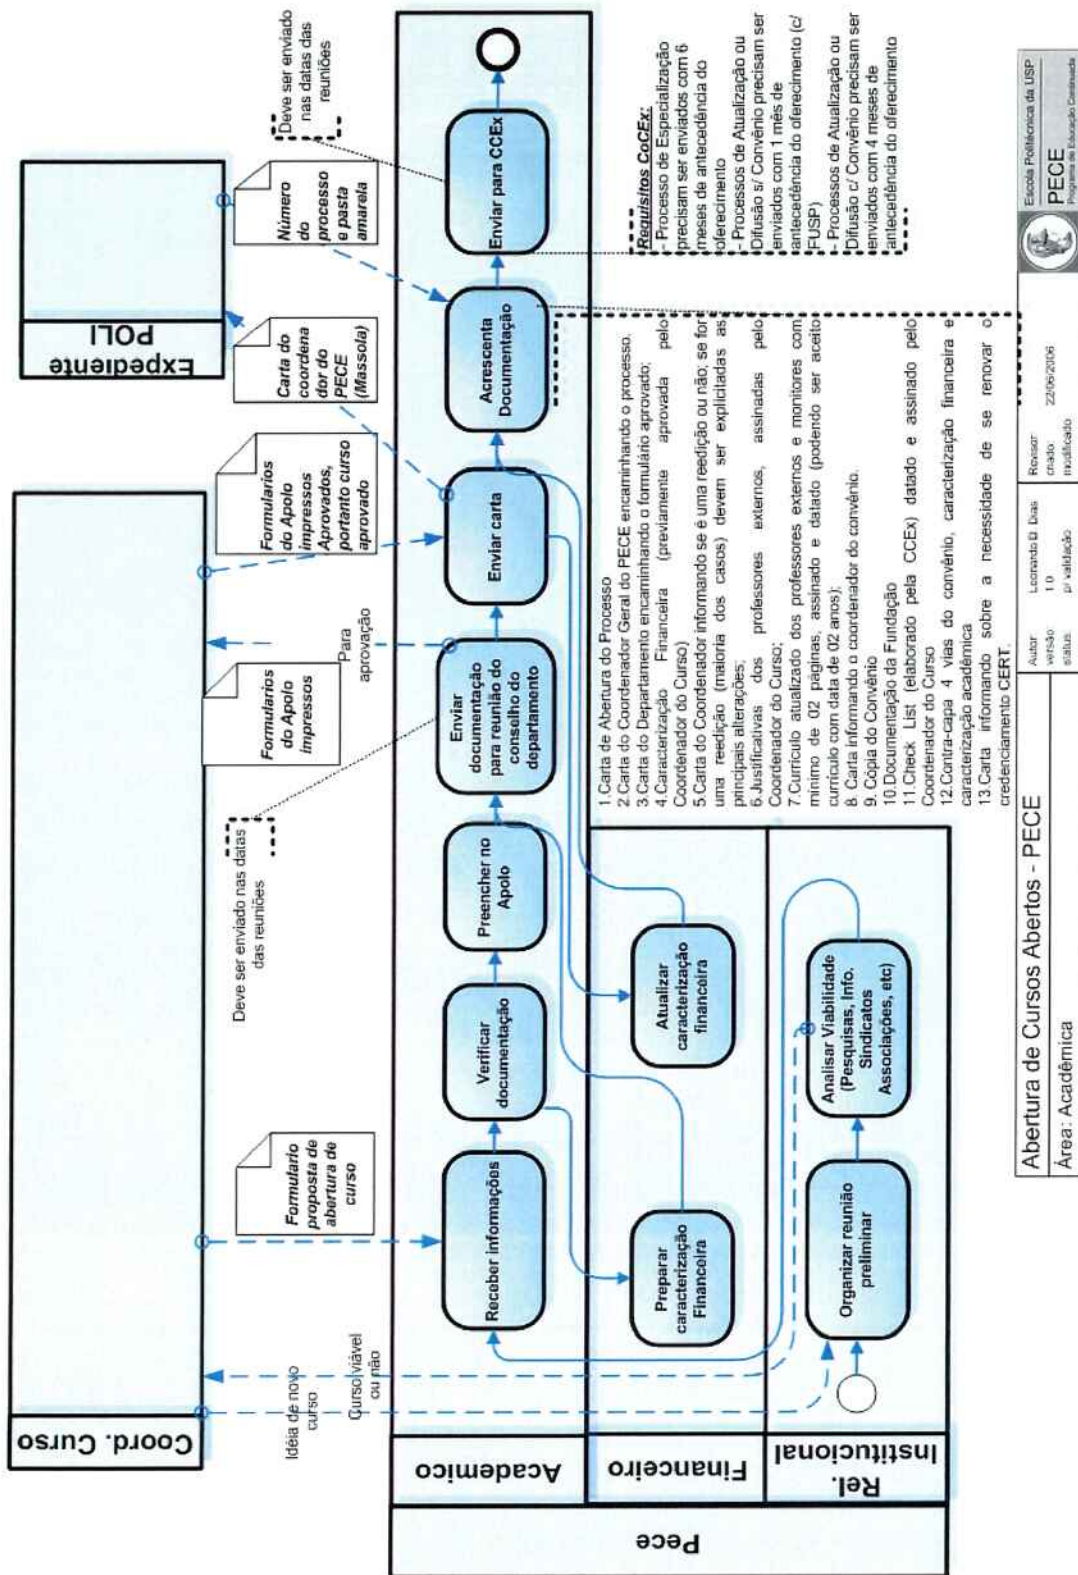 Coord. Curso
Expediente
POLI
Idéia de novo
curso
Curso viável
ou não
Formulario
proposta de
abertura de
curso
Deve ser enviado nas datas
das reuniões
Formularios
do Apolo
impressos
Para
aprovação
Formularios
do Apolo
impressos
Aprovados,
portanto curso
aprovado
Carta do
coordena
dor do
PECE
(Massola)
Número
do
processo
e pasta
amarela
Deve ser enviado
nas datas das
reuniões
Pece
Academico
Receber informações
Verificar
documentação
Preencher no
Apolo
Enviar
documentação
para reunião do
conselho do
departamento
Enviar carta
Acrescenta
Documentação
Enviar para CCEx
Financeiro
Preparar
caracterização
Financeira
Atualizar
caracterização
financeira
Rel.
Institucional
Organizar reunião
preliminar
Analisar Viabilidade
(Pesquisas, Info.
Sindicatos
Associações, etc)
1.Carta de Abertura do Processo
2.Carta do Coordenador Geral do PECE encaminhando o processo.
3.Carta do Departamento encaminhando o formulário aprovado;
4.Caracterização Financeira (previamente aprovada pelo
Coordenador do Curso)
5.Carta do Coordenador informando se é uma reedição ou não; se for
uma reedição (maioria dos casos) devem ser explicitadas as
principais alterações;
6.Justificativas dos professores externos, assinadas pelo
Coordenador do Curso;
7.Currículo atualizado dos professores externos e monitores com
mínimo de 02 páginas, assinado e datado (podendo ser aceito
currículo com data de 02 anos);
8. Carta informando o coordenador do convênio.
9. Cópia do Convênio
10.Documentação da Fundação
11.Check List (elaborado pela CCEx) datado e assinado pelo
Coordenador do Curso
12.Contra-capa 4 vias do convênio, caracterização financeira e
caracterização acadêmica
13.Carta informando sobre a necessidade de se renovar o
credenciamento CERT.
Requisitos CoCEx:
- Processo de Especialização
precisam ser enviados com 6
meses de antecedência do
oferecimento
- Processos de Atualização ou
Difusão s/ Convênio precisam ser
enviados com 1 mês de
antecedência do oferecimento (c/
FUSP)
- Processos de Atualização ou
Difusão c/ Convênio precisam ser
enviados com 4 meses de
antecedência do oferecimento
Abertura de Cursos Abertos - PECE
Área: Acadêmica
Autor Leonardo D. Dias
versão 1.0
status p/ validação
Revisor
criado: 22/06/2006
modificado
Escola Politécnica da USP
PECE
Programa de Educação Continuada